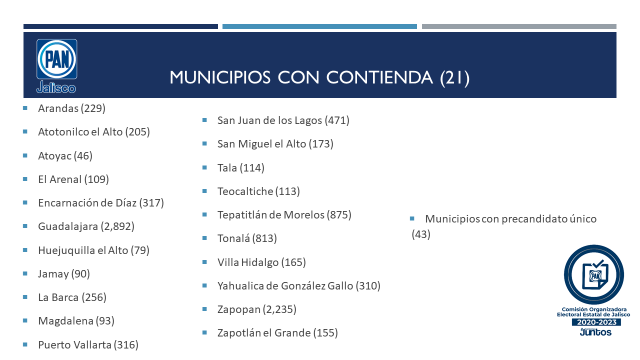 PAN
Jalisco
MUNICIPIOS CON CONTIENDA (21)
Arandas (229)
Atotonilco el Alto (205)
Atoyac (46)
El Arenal (109)
Encarnación de Díaz (317)
Guadalajara (2,892)
Huejuquilla el Alto (79)
Jamay (90)
La Barca (256)
Magdalena (93)
Puerto Vallarta (316)
San Juan de los Lagos (471)
San Miguel el Alto (173)
Tala (114)
Teocaltiche (113)
Tepatitlán de Morelos (875)
Tonalá (813)
Villa Hidalgo (165)
Yahualica de González Gallo (310)
Zapopan (2,235)
Zapotlán el Grande (155)
Municipios con precandidato único
(43)
PAN
Comisión Organizadora
Electoral Estatal de Jalisco
2020-2023
Juntos